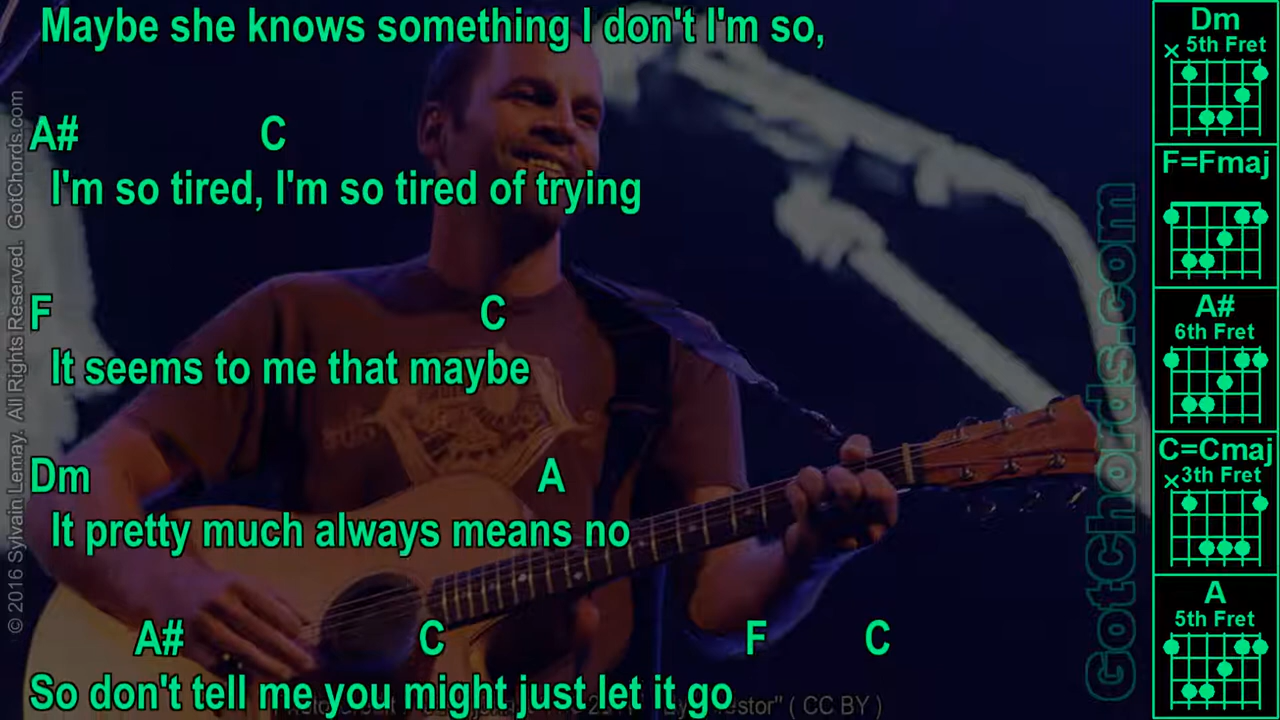 Maybe she knows something I don't I'm so,
A# C
I'm so tired, I'm so tired of trying
F C
It seems to me that maybe
Dm A
It pretty much always means no
A# C F C
So don't tell me you might just let it go
Dm
× 5th Fret
F=Fmaj
A#
6th Fret
C=Cmaj
×3th Fret
A
5th Fret
GotChords.com
© 2016 Sylvain Lemay. All Rights Reserved. GotChords.com
( CC BY )